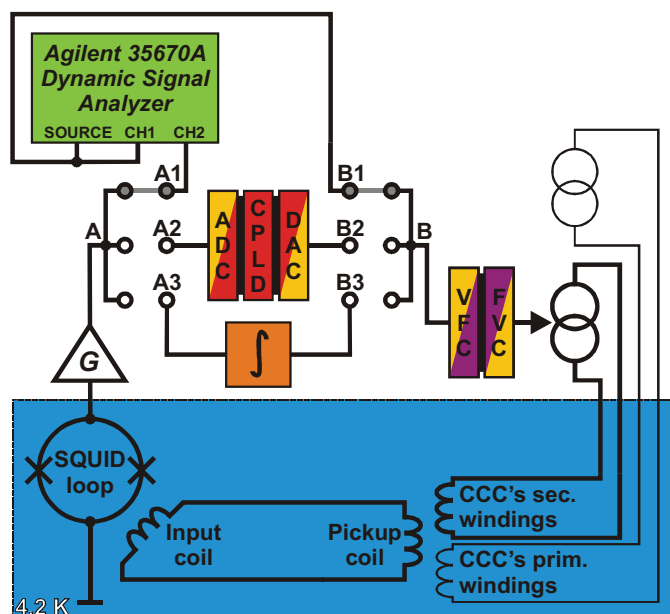 Agilent 35670A
Dynamic Signal
Analyzer
SOURCE CH1 CH2
A1
B1
A
A2
ADC
CPLD
DAC
B2
B
A3
B3
VFC
FVC
G
∫
SQUID
loop
Input
coil
Pickup
coil
CCC's sec.
windings
CCC's prim.
windings
4.2 K